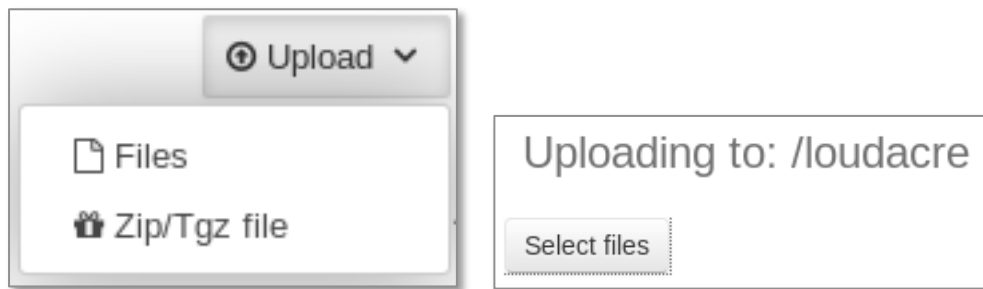 Upload
Files
Zip/Tgz file
Uploading to: /loudacre
Select files